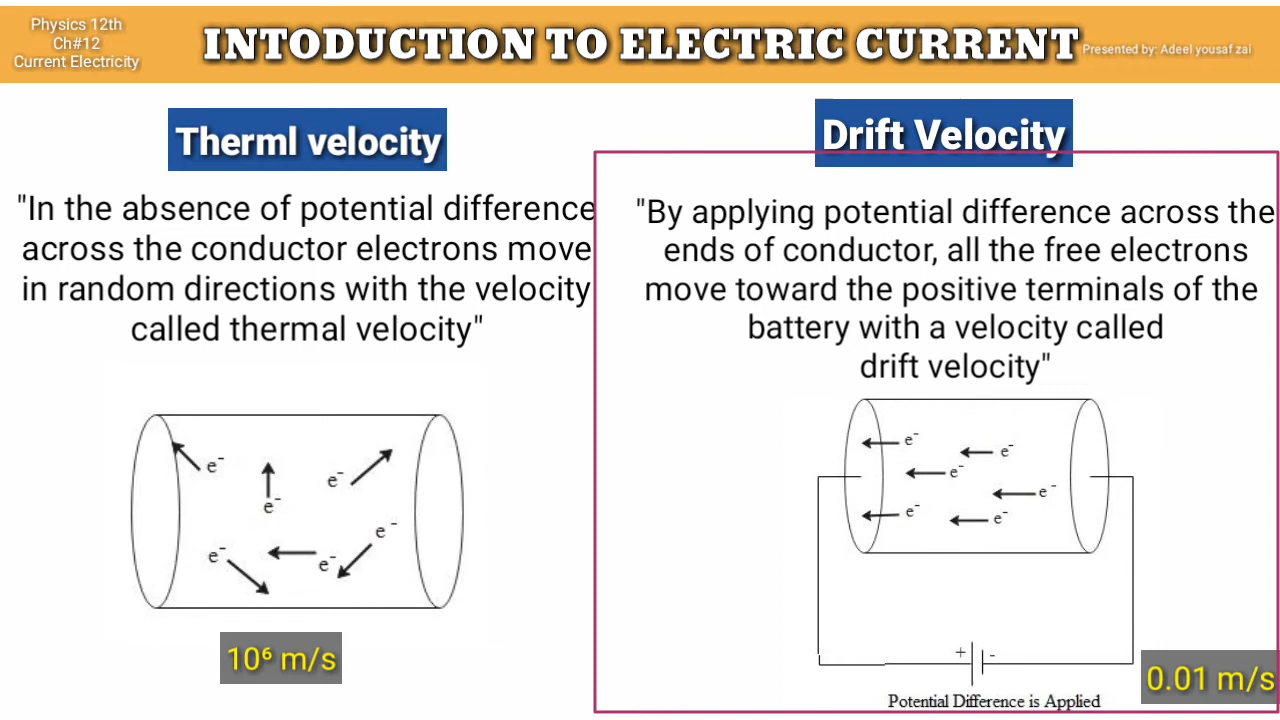 Physics 12th
Ch#12
Current Electricity
INTODUCTION TO ELECTRIC CURRENT
Presented by: Adeel yousaf zai
Therml velocity
"In the absence of potential difference
across the conductor electrons move
in random directions with the velocity
called thermal velocity"
e⁻
e⁻
e⁻
e⁻
e⁻
e⁻
10⁶ m/s
Drift Velocity
"By applying potential difference across the
ends of conductor, all the free electrons
move toward the positive terminals of the
battery with a velocity called
drift velocity"
e⁻
e⁻
e⁻
e⁻
e⁻
e⁻
+ -
0.01 m/s
Potential Difference is Applied